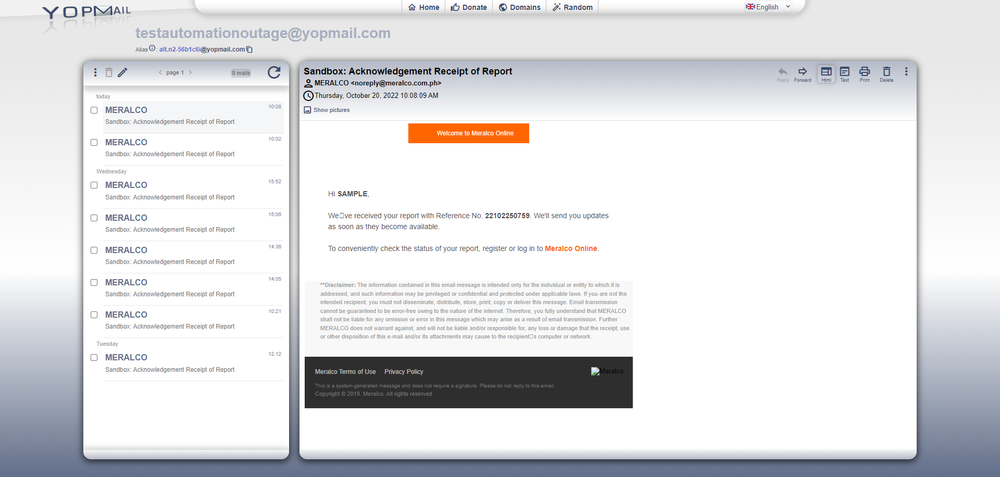 YOPMAIL
Home Donate Domains Random
English
testautomationoutage@yopmail.com
Alias : alt.n2-56b1c6i@yopmail.com
page 1
8 mails
today
MERALCO 10:08
Sandbox: Acknowledgement Receipt of Report
MERALCO 10:02
Sandbox: Acknowledgement Receipt of Report
Wednesday
MERALCO 15:52
Sandbox: Acknowledgement Receipt of Report
MERALCO 15:06
Sandbox: Acknowledgement Receipt of Report
MERALCO 14:36
Sandbox: Acknowledgement Receipt of Report
MERALCO 14:05
Sandbox: Acknowledgement Receipt of Report
MERALCO 10:21
Sandbox: Acknowledgement Receipt of Report
Tuesday
MERALCO 12:12
Sandbox: Acknowledgement Receipt of Report
Sandbox: Acknowledgement Receipt of Report
MERALCO <noreply@meralco.com.ph>
Thursday, October 20, 2022 10:08:09 AM
Show pictures
Reply Forward Html Text Print Delete
Welcome to Meralco Online
Hi SAMPLE,
We▯ve received your report with Reference No. 22102250759. We'll send you updates
as soon as they become available.
To conveniently check the status of your report, register or log in to Meralco Online.
**Disclaimer: The information contained in this email message is intended only for the individual or entity to which it is
addressed, and such information may be privileged or confidential and protected under applicable laws. If you are not the
intended recipient, you must not disseminate, distribute, store, print, copy or deliver this message. Email transmission
cannot be guaranteed to be error-free owing to the nature of the internet. Therefore, you fully understand that MERALCO
shall not be liable for any omission or error in this message which may arise as a result of email transmission. Further
MERALCO does not warrant against, and will not be liable and/or responsible for, any loss or damage that the receipt, use
or other disposition of this e-mail and/or its attachments may cause to the recipient▯s computer or network.
Meralco Terms of Use Privacy Policy
Meralco
This is a system-generated message and does not require a signature. Please do not reply to this email.
Copyright © 2019. Meralco. All rights reserved